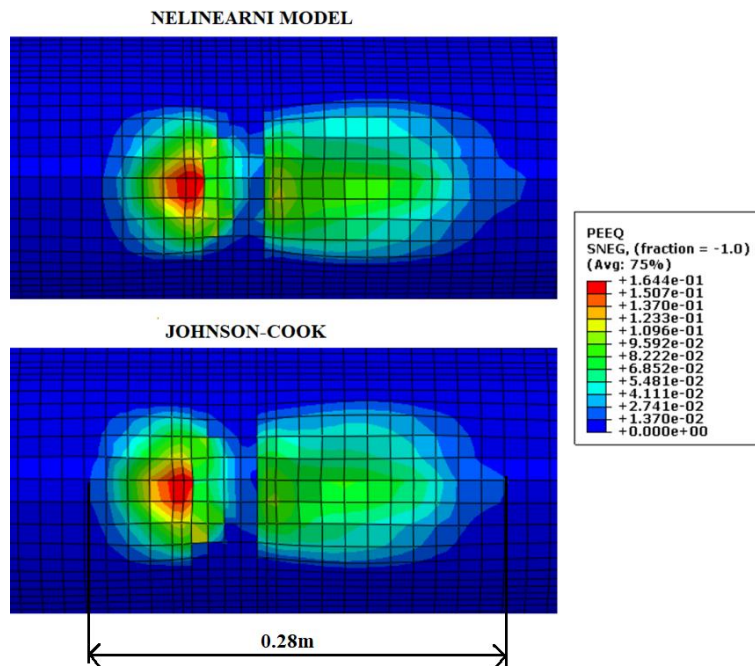 NELINEARNI MODEL
PEEQ
SNEG, (fraction = -1.0)
(Avg: 75%)
+1.644e-01
+1.507e-01
+1.370e-01
+1.233e-01
+1.096e-01
+9.592e-02
+8.222e-02
+6.852e-02
+5.481e-02
+4.111e-02
+2.741e-02
+1.370e-02
+0.000e+00
JOHNSON-COOK
0.28m